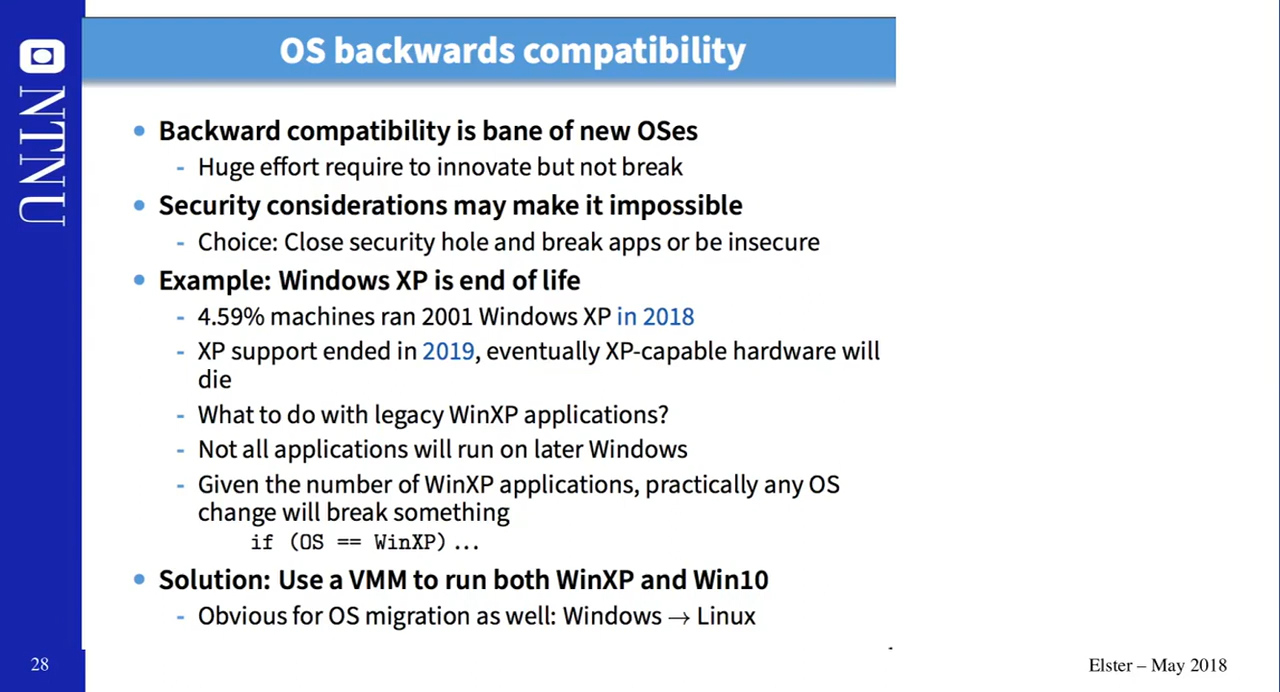 OS backwards compatibility
NTNU
• Backward compatibility is bane of new OSes
- Huge effort require to innovate but not break
• Security considerations may make it impossible
- Choice: Close security hole and break apps or be insecure
• Example: Windows XP is end of life
- 4.59% machines ran 2001 Windows XP in 2018
- XP support ended in 2019, eventually XP-capable hardware will
die
- What to do with legacy WinXP applications?
- Not all applications will run on later Windows
- Given the number of WinXP applications, practically any OS
change will break something
if (OS == WinXP) ...
• Solution: Use a VMM to run both WinXP and Win10
- Obvious for OS migration as well: Windows → Linux
28
Elster – May 2018